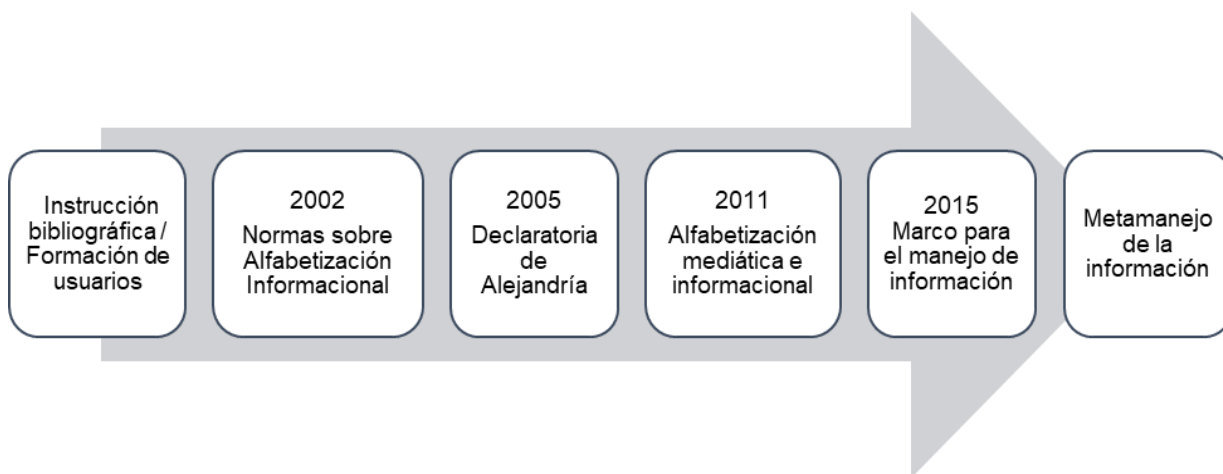 Instrucción
bibliográfica /
Formación de
usuarios
2002
Normas sobre
Alfabetización
Informacional
2005
Declaratoria
de
Alejandría
2011
Alfabetización
mediática e
informacional
2015
Marco para
el manejo de
información
Metamanejo
de la
información